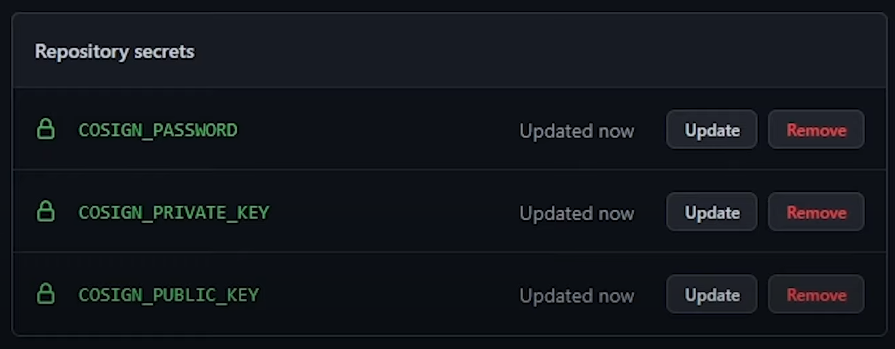 Repository secrets
COSIGN_PASSWORD Updated now Update Remove
COSIGN_PRIVATE_KEY Updated now Update Remove
COSIGN_PUBLIC_KEY Updated now Update Remove